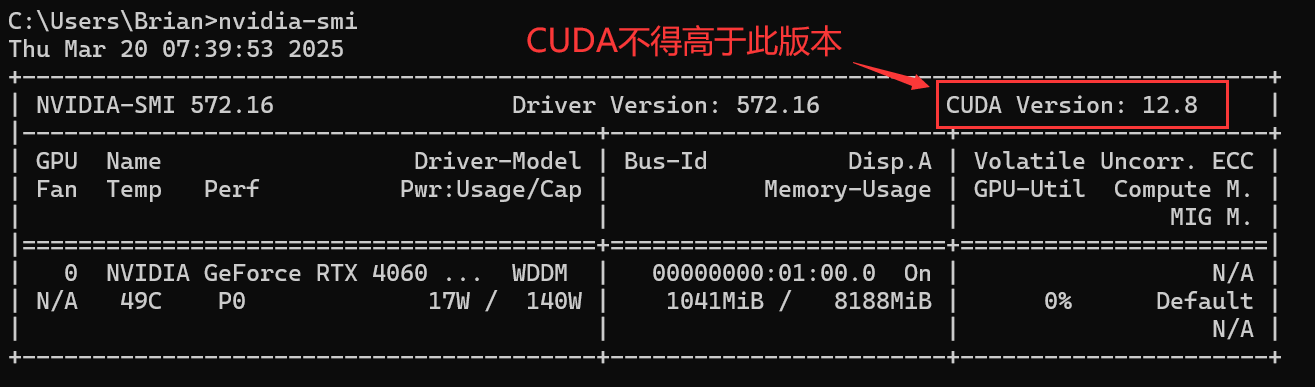 C:\Users\Brian>nvidia-smi
Thu Mar 20 07:39:53 2025
CUDA不得高于此版本
+-----------------------------------------------------------------------------------------+
| NVIDIA-SMI 572.16                 Driver Version: 572.16         CUDA Version: 12.8     |
|-----------------------------------------+------------------------+----------------------+
| GPU  Name                  Driver-Model | Bus-Id          Disp.A | Volatile Uncorr. ECC |
| Fan  Temp   Perf          Pwr:Usage/Cap |           Memory-Usage | GPU-Util  Compute M. |
|                                         |                        |               MIG M. |
|=========================================+========================+======================|
|   0  NVIDIA GeForce RTX 4060 ...  WDDM  |   00000000:01:00.0  On |                  N/A |
| N/A   49C    P0             17W /  140W |    1041MiB /   8188MiB |      0%      Default |
|                                         |                        |                  N/A |
+-----------------------------------------+------------------------+----------------------+